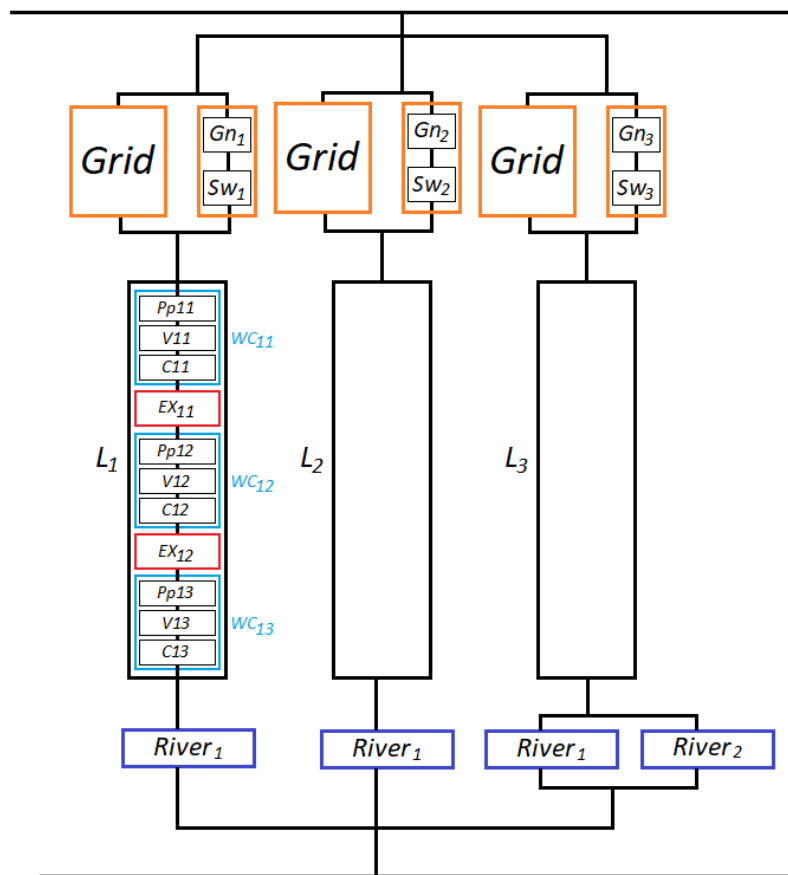 Grid
Gn1
Sw1
Grid
Gn2
Sw2
Grid
Gn3
Sw3
L1
Pp11
V11
C11
WC11
EX11
Pp12
V12
C12
WC12
EX12
Pp13
V13
C13
WC13
L2
L3
River1
River1
River1
River2